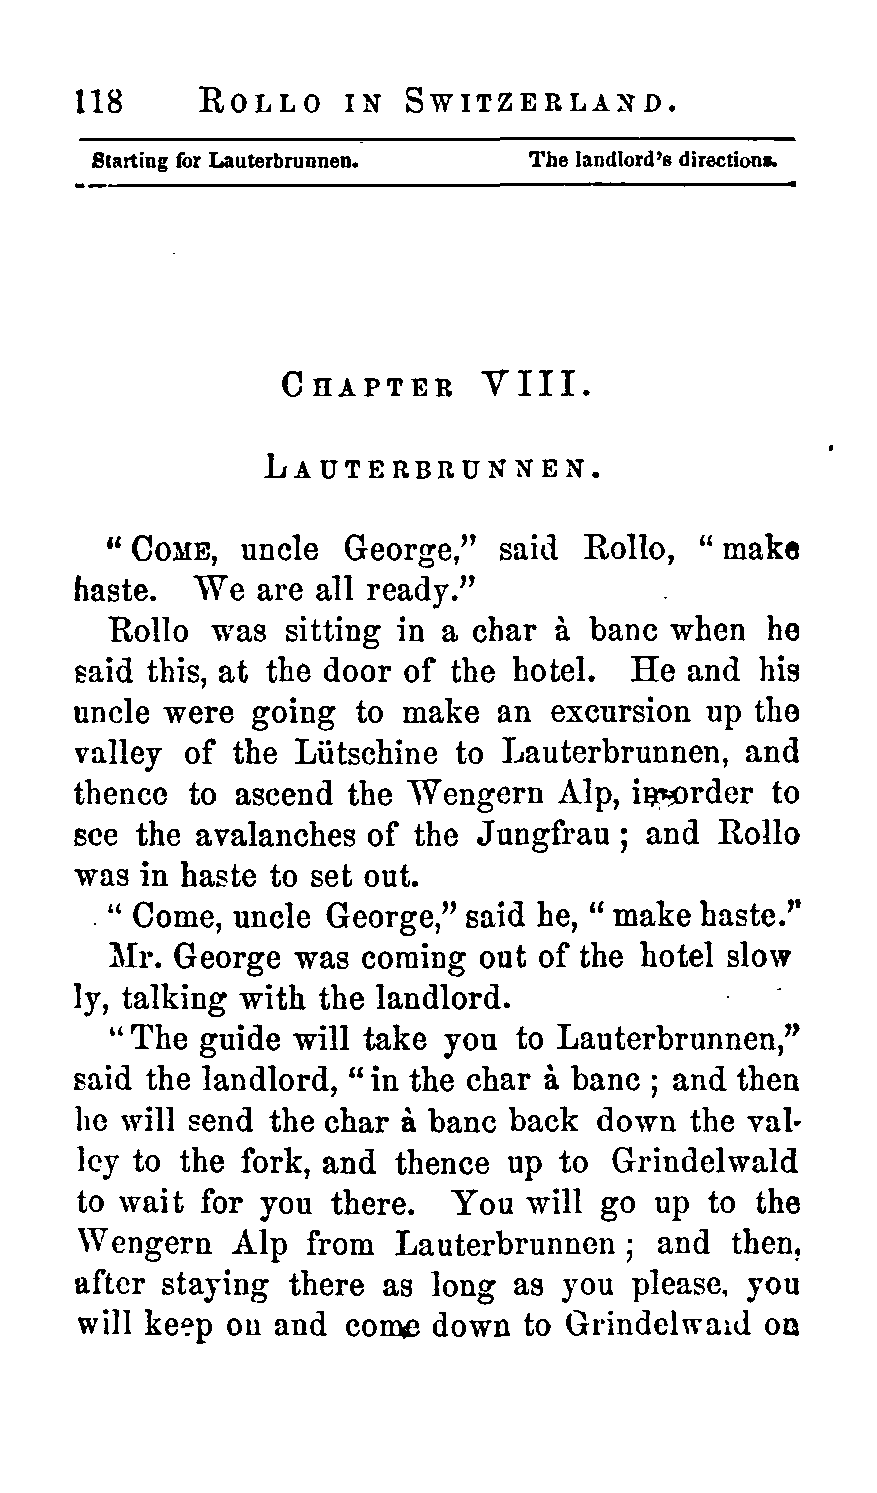 118 ROLLO IN SWITZERLAND.
Starting for Lauterbrunnen. The landlord's directions.
CHAPTER VIII.
LAUTERBRUNNEN.
" COME, uncle George," said Rollo, " make
haste. We are all ready."
Rollo was sitting in a char à banc when he
said this, at the door of the hotel. He and his
uncle were going to make an excursion up the
valley of the Lütschine to Lauterbrunnen, and
thence to ascend the Wengern Alp, in order to
see the avalanches of the Jungfrau ; and Rollo
was in haste to set out.
" Come, uncle George," said he, " make haste."
Mr. George was coming out of the hotel slow
ly, talking with the landlord.
" The guide will take you to Lauterbrunnen,"
said the landlord, " in the char à banc ; and then
he will send the char à banc back down the val-
ley to the fork, and thence up to Grindelwald
to wait for you there. You will go up to the
Wengern Alp from Lauterbrunnen ; and then,
after staying there as long as you please, you
will keep on and come down to Grindelwald on